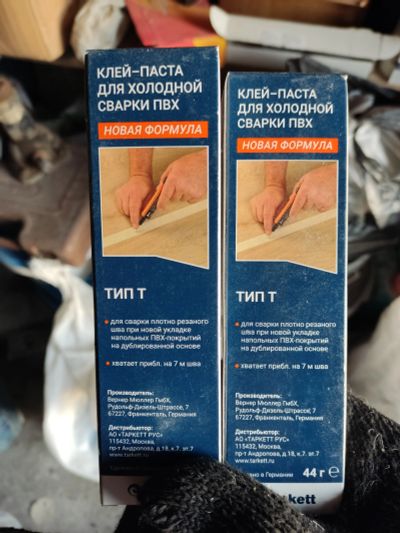 КЛЕЙ-ПАСТА
ДЛЯ ХОЛОДНОЙ
СВАРКИ ПВХ
НОВАЯ ФОРМУЛА
ТИП Т
для сварки плотно резаного
шва при новой укладке
напольных ПВХ-покрытий
на дублированной основе
хватает прибл. на 7 м шва
Производитель:
Вернер Мюллер ГмбХ,
Рудольф-Дизель-Штрассе, 7
67227, Франкенталь, Германия
Дистрибьютор:
АО «ТАРКЕТТ РУС»
115432, Москва,
пр-т Андропова, д.18, к.7. эт.7
www.tarkett.ru
КЛЕЙ-ПАСТА
ДЛЯ ХОЛОДНОЙ
СВАРКИ ПВХ
НОВАЯ ФОРМУЛА
ТИП Т
для сварки плотно резаного
шва при новой укладке
напольных ПВХ-покрытий
на дублированной основе
хватает прибл. на 7 м шва
Производитель:
Вернер Мюллер ГмбХ,
Рудольф-Дизель-Штрассе, 7
67227, Франкенталь, Германия
Дистрибьютор:
АО "ТАРКЕТТ РУС"
115432, Москва,
пр-т Андропова, д.18, к.7. эт.7
www.tarkett.ru
в Германии 44 г ℮
rkett